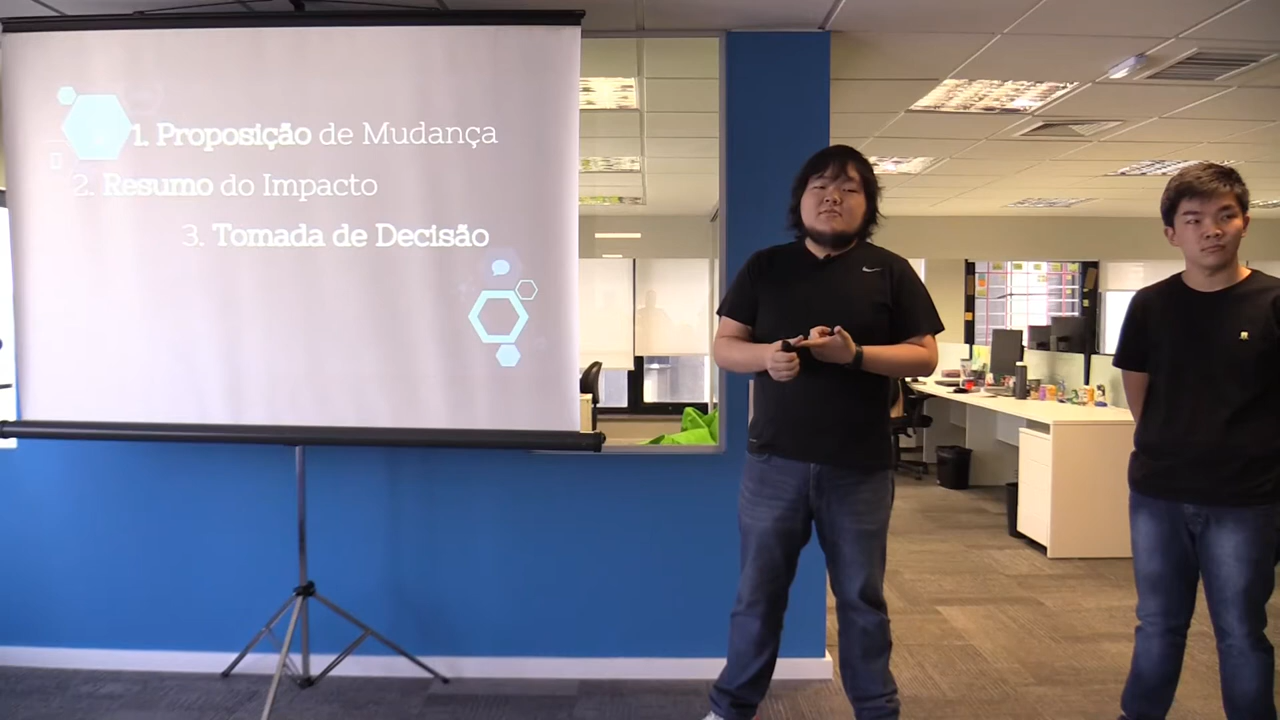 1. Proposição de Mudança
2. Resumo do Impacto
3. Tomada de Decisão